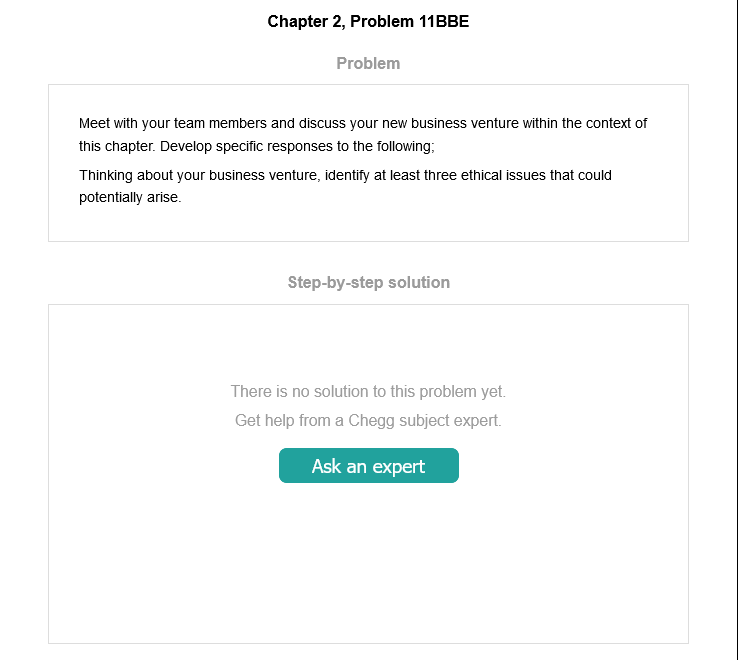 Chapter 2, Problem 11BBE
Problem
Meet with your team members and discuss your new business venture within the context of
this chapter. Develop specific responses to the following;
Thinking about your business venture, identify at least three ethical issues that could
potentially arise.
Step-by-step solution
There is no solution to this problem yet.
Get help from a Chegg subject expert.
Ask an expert